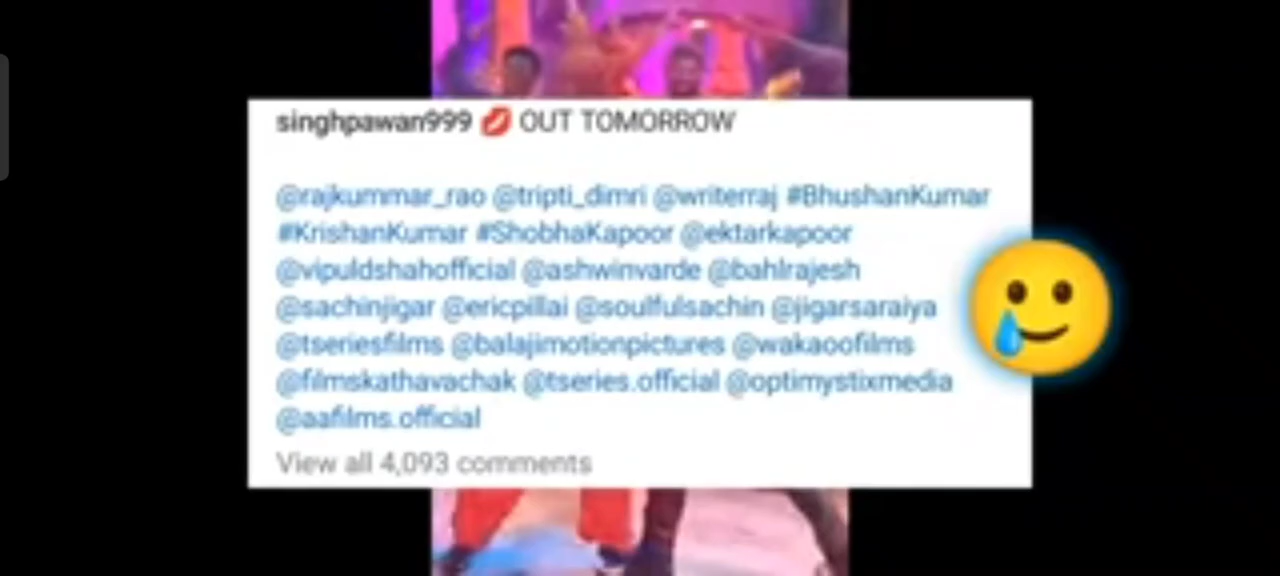 singhpawan999 💋 OUT TOMORROW
@rajkummar_rao @tripti_dimri @writerraj #BhushanKumar
#KrishanKumar #ShobhaKapoor @ektarkapoor
@vipuldshahofficial @ashwinvarde @bahlrajesh
@sachinjigar @ericpillai @soulfulsachin @jigarsaraiya
@tseriesfilms @balajimotionpictures @wakaoofilms
@filmskathavachak @tseries.official @optimystixmedia
@aafilms.official
View all 4,093 comments